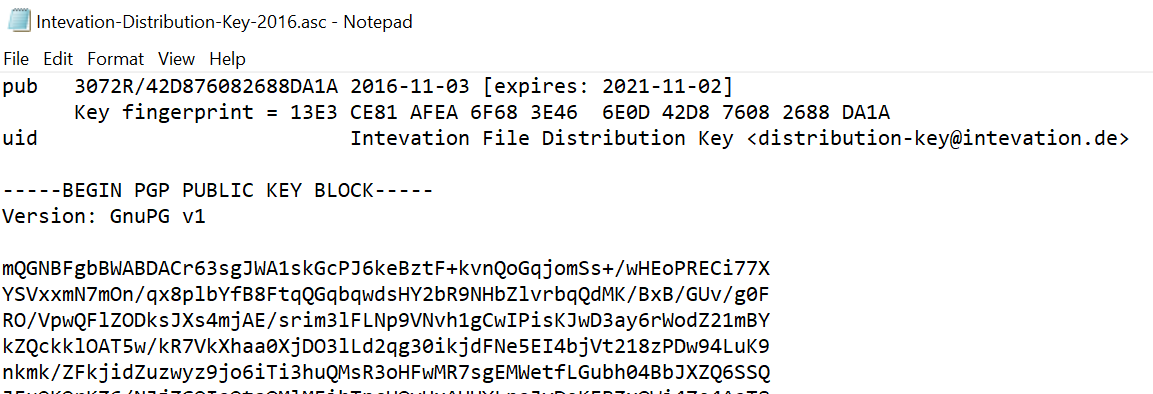 Intevation-Distribution-Key-2016.asc - Notepad
File Edit Format View Help
pub   3072R/42D876082688DA1A 2016-11-03 [expires: 2021-11-02]
      Key fingerprint = 13E3 CE81 AFEA 6F68 3E46  6E0D 42D8 7608 2688 DA1A
uid                          Intevation File Distribution Key <distribution-key@intevation.de>
-----BEGIN PGP PUBLIC KEY BLOCK-----
Version: GnuPG v1
mQGNBFgbBWABDACr63sgJWA1skGcPJ6keBztF+kvnQoGqjomSs+/wHEoPRECi77X
YSVxxmN7mOn/qx8plbYfB8FtqQGqbqwdsHY2bR9NHbZlvrbqQdMK/BxB/GUv/g0F
RO/VpwQFlZODksJXs4mjAE/srim3lFLNp9VNvh1gCwIPisKJwD3ay6rWodZ21mBY
kZQckklOAT5w/kR7VkXhaa0XjDO3lLd2qg30ikjdFNe5EI4bjVt218zPDw94LuK9
nkmk/ZFkjidZuzwyz9jo6iTi3huQMsR3oHFwMR7sgEMWetfLGubh04BbJXZQ6SSQ